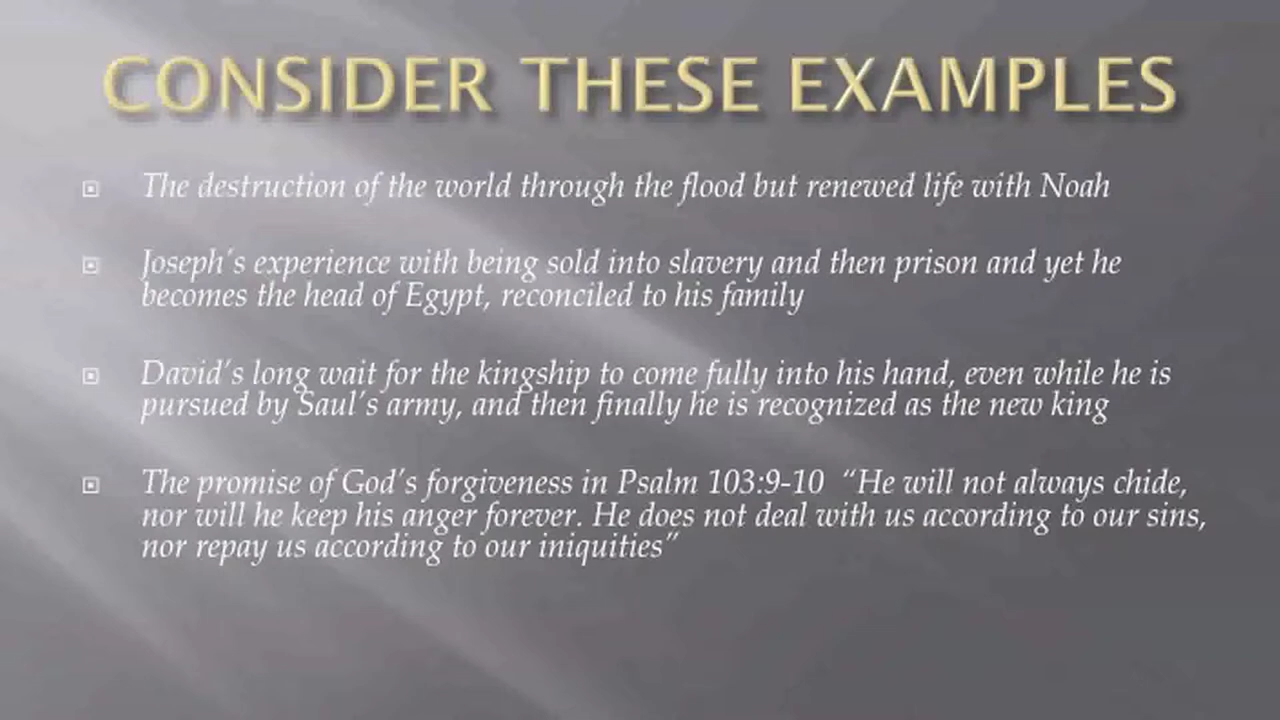 CONSIDER THESE EXAMPLES
The destruction of the world through the flood but renewed life with Noah
Joseph's experience with being sold into slavery and then prison and yet he
becomes the head of Egypt, reconciled to his family
David's long wait for the kingship to come fully into his hand, even while he is
pursued by Saul's army, and then finally he is recognized as the new king
The promise of God's forgiveness in Psalm 103:9-10 “He will not always chide,
nor will he keep his anger forever. He does not deal with us according to our sins,
nor repay us according to our iniquities”